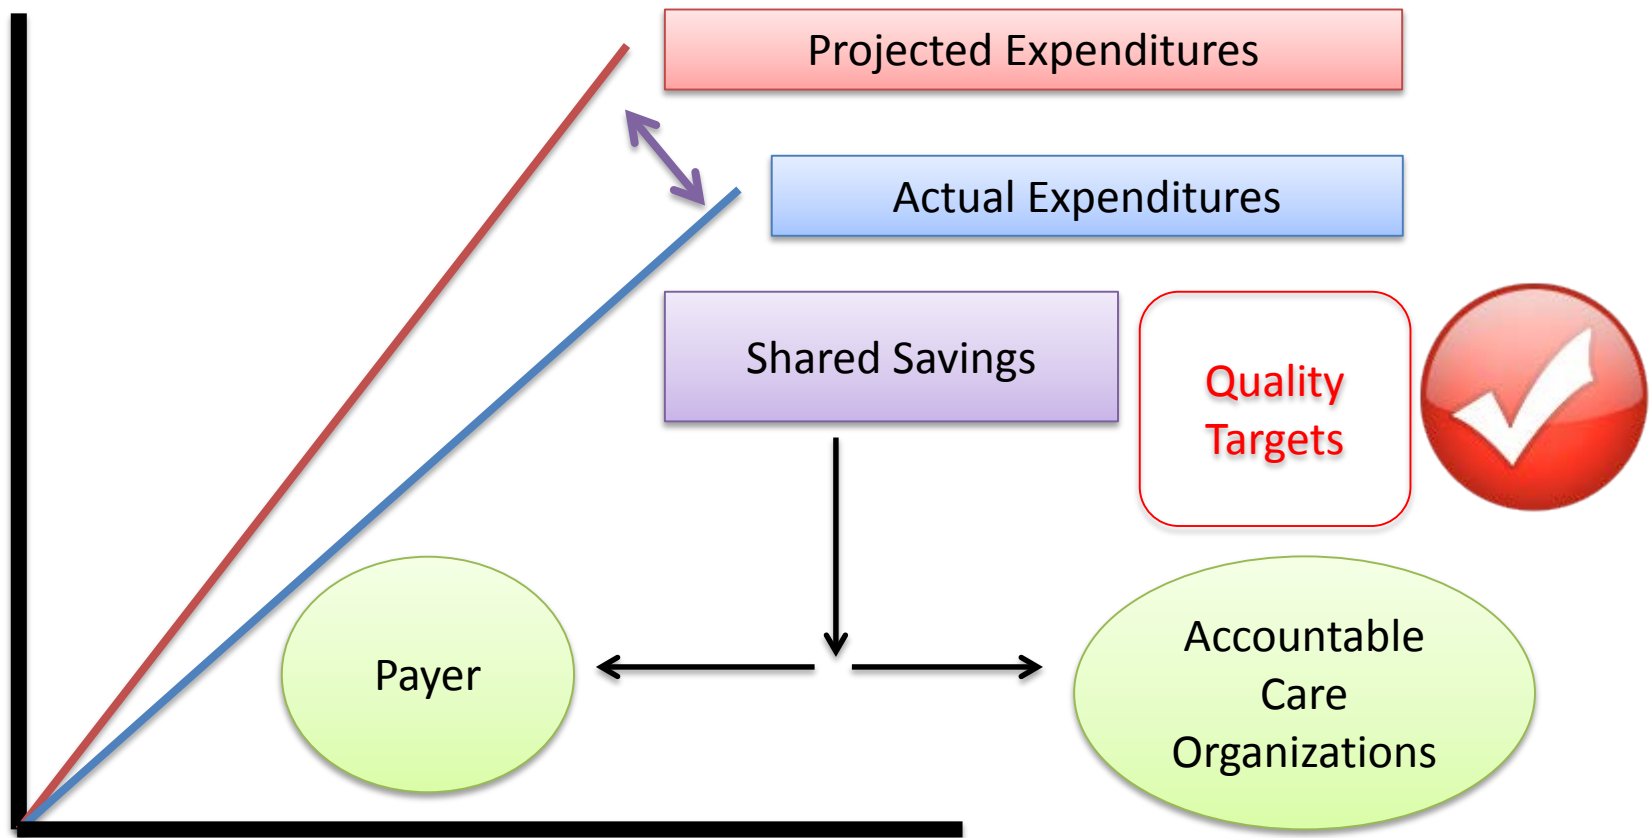 Projected Expenditures
Actual Expenditures
Shared Savings
Quality
Targets
Payer
Accountable
Care
Organizations